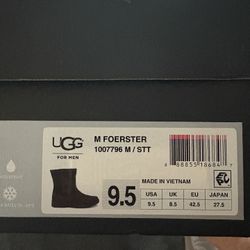 M FOERSTER
1007796 M / STT
UGG
FOR MEN
MADE IN VIETNAM
9.5
USA UK EU JAPAN
9.5 8.5 42.5 27.5